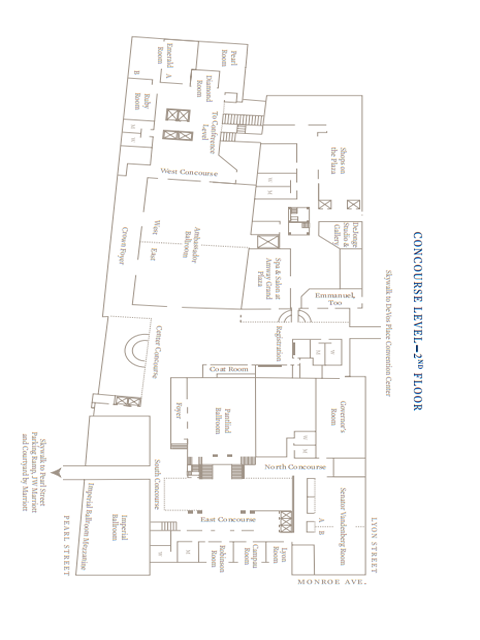 CONCOURSE LEVEL—2ND FLOOR
Skywalk to DeVos Place Convention Center
LYON STREET
Pearl
Room
Emerald
Room
A
B
Diamond
Room
Ruby
Room
To Conference
Level
Shops on
the Plaza
West Concourse
M
W
W
M
DeJonge
Studio &
Gallery
Ambassador
Ballroom
West
East
Crown Foyer
Spa & Salon at
Amway Grand
Plaza
Emmanuel
Too
Registration
Center Concourse
W
M
Coat Room
Governor's
Room
Pantlind
Ballroom
Foyer
W
M
North Concourse
South Concourse
Senator Vandenberg Room
A
B
East Concourse
Skywalk to Pearl Street
Parking Ramp, JW Marriott
and Courtyard by Marriott
Imperial Ballroom Mezzanine
Imperial
Ballroom
W
M
Robinson
Room
Campau
Room
Lyon
Room
PEARL STREET
MONROE AVE.